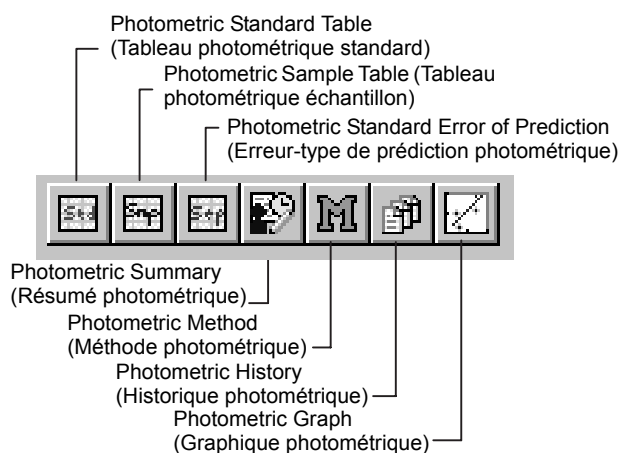 Photometric Standard Table
(Tableau photométrique standard)
Photometric Sample Table (Tableau
photométrique échantillon)
Photometric Standard Error of Prediction
(Erreur-type de prédiction photométrique)
Std
Smp
M
Photometric Summary
(Résumé photométrique)
Photometric Method
(Méthode photométrique)
Photometric History
(Historique photométrique)
Photometric Graph
(Graphique photométrique)